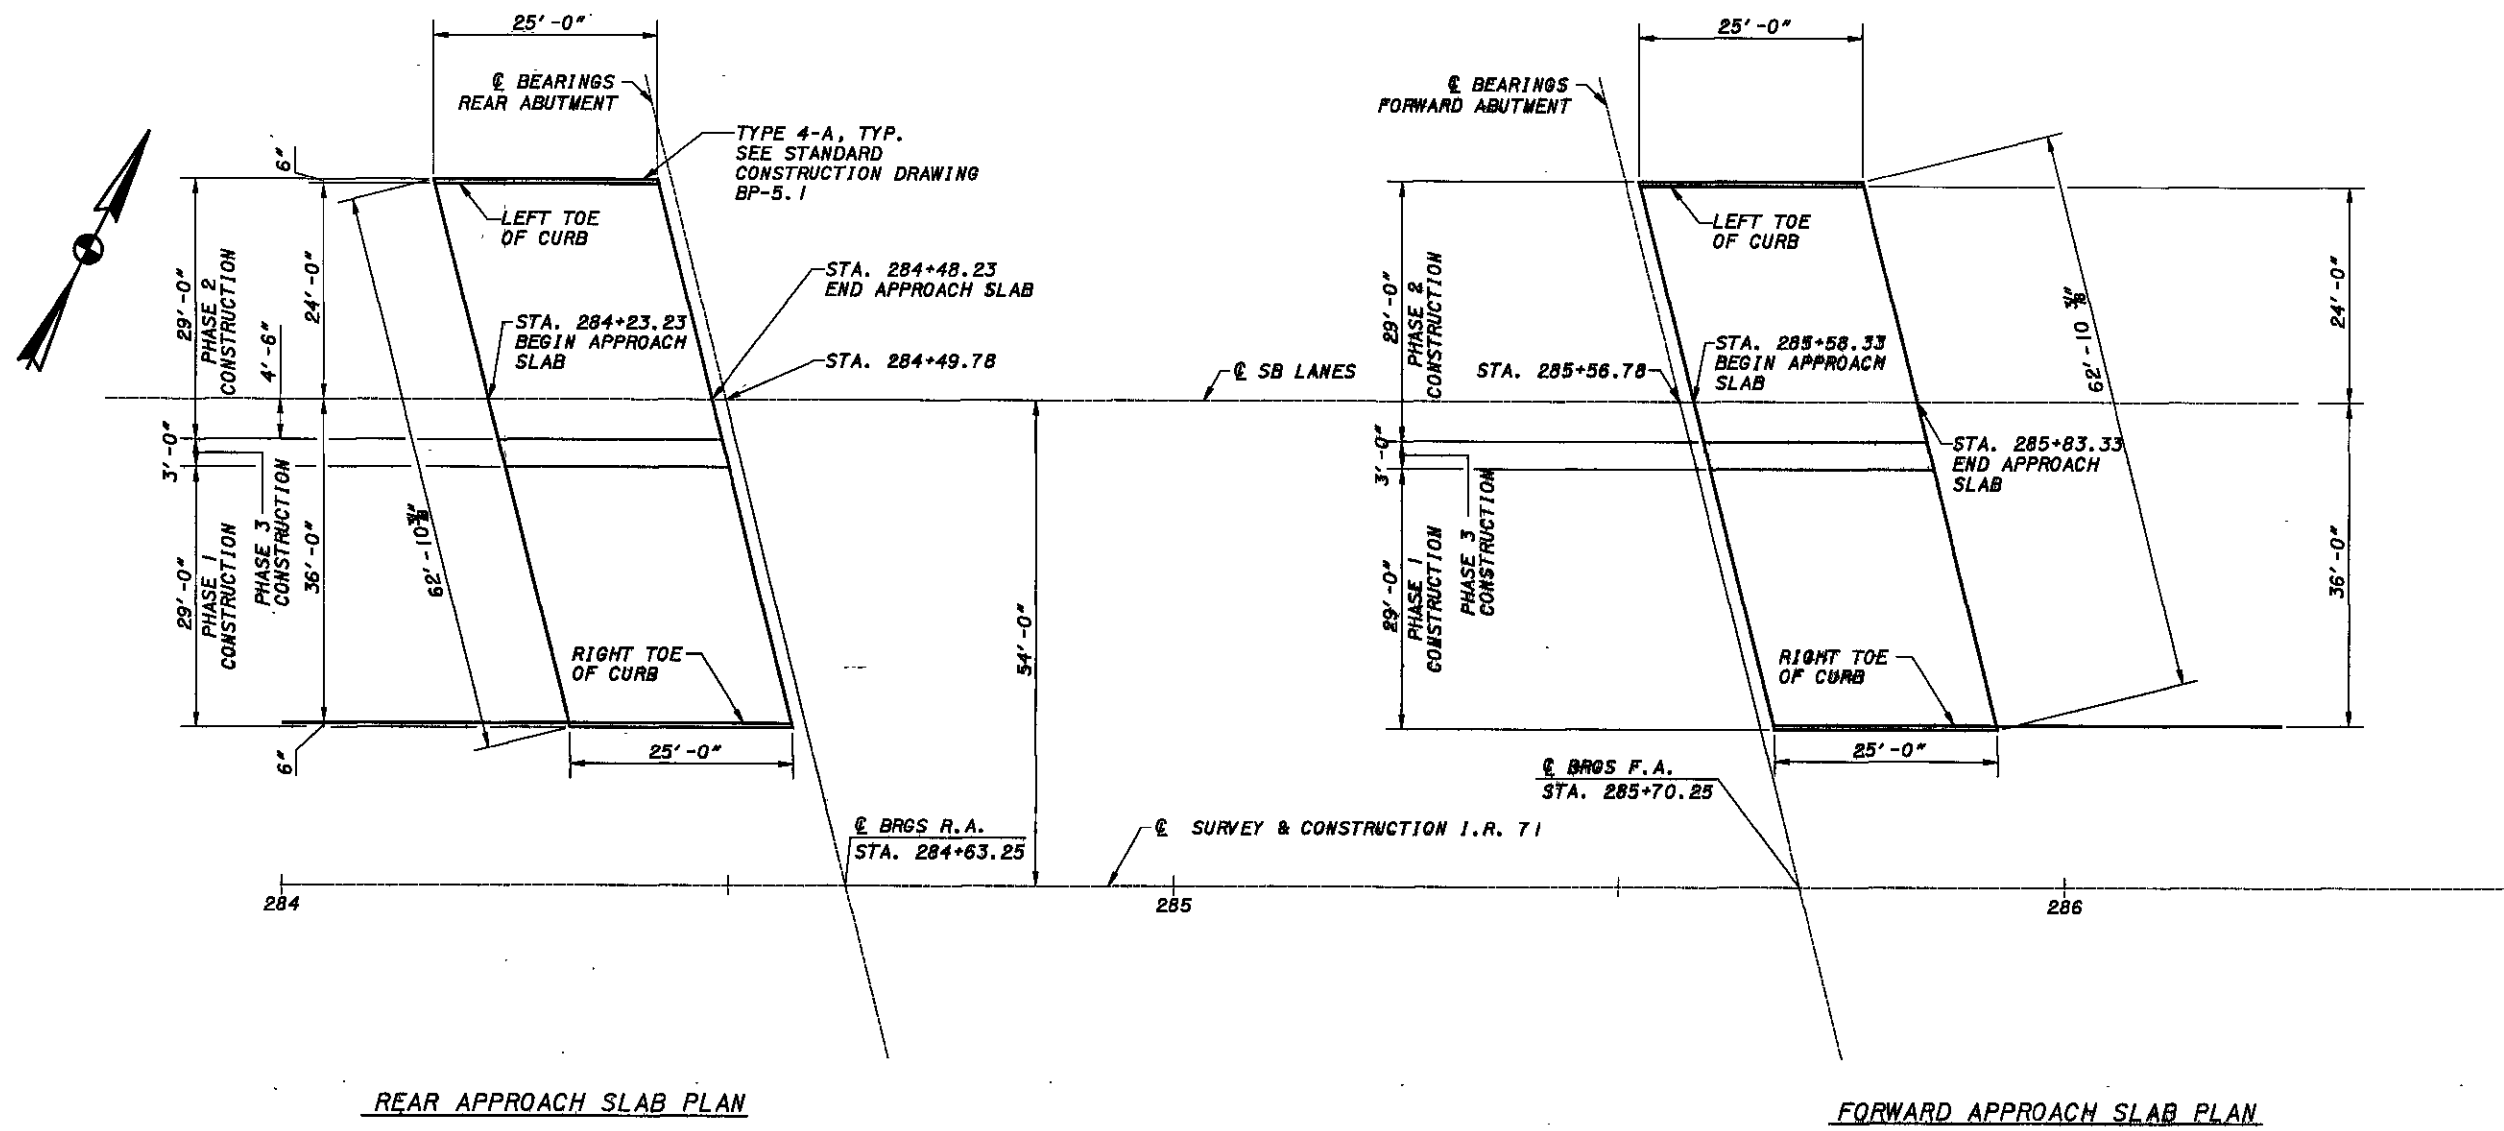 25'-0"
℄ BEARINGS
REAR ABUTMENT
TYPE 4-A, TYP.
SEE STANDARD
CONSTRUCTION DRAWING
BP-5.1
6"
LEFT TOE
OF CURB
29'-0"
PHASE 2
CONSTRUCTION
24'-0"
4'-6"
STA. 284+48.23
END APPROACH SLAB
STA. 284+23.23
BEGIN APPROACH
SLAB
STA. 284+49.78
3'-0"
PHASE 3
CONSTRUCTION
36'-0"
62'-10
29'-0"
PHASE 1
CONSTRUCTION
RIGHT TOE
OF CURB
6"
25'-0"
54'-0"
℄ SB LANES
℄ BRGS R.A.
STA. 284+63.25
℄ SURVEY & CONSTRUCTION I.R. 71
284
285
286
REAR APPROACH SLAB PLAN
25'-0"
℄ BEARINGS
FORWARD ABUTMENT
LEFT TOE
OF CURB
29'-0"
PHASE 2
CONSTRUCTION
STA. 285+56.78
STA. 285+58.33
BEGIN APPROACH
SLAB
62'-10
24'-0"
3'-0"
PHASE 3
CONSTRUCTION
STA. 285+83.33
END APPROACH
SLAB
29'-0"
PHASE 1
CONSTRUCTION
36'-0"
RIGHT TOE
OF CURB
25'-0"
℄ BRGS F.A.
STA. 285+70.25
FORWARD APPROACH SLAB PLAN